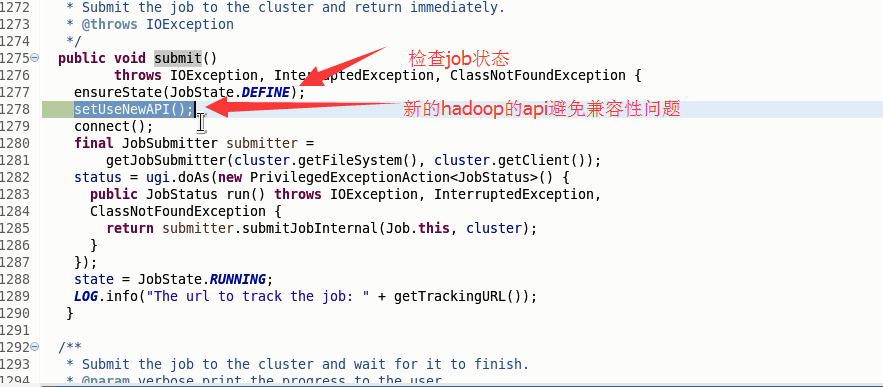 1272 * Submit the job to the cluster and return immediately.
1273 * @throws IOException
1274 */
1275 public void submit() 检查job状态
1276 throws IOException, InterruptedException, ClassNotFoundException {
1277 ensureState(JobState.DEFINE);
1278 setUseNewAPI(); 新的hadoop的api避免兼容性问题
1279 connect();
1280 final JobSubmitter submitter =
1281 getJobSubmitter(cluster.getFileSystem(), cluster.getClient());
1282 status = ugi.doAs(new PrivilegedExceptionAction<JobStatus>() {
1283 public JobStatus run() throws IOException, InterruptedException,
1284 ClassNotFoundException {
1285 return submitter.submitJobInternal(Job.this, cluster);
1286 }
1287 });
1288 state = JobState.RUNNING;
1289 LOG.info("The url to track the job: " + getTrackingURL());
1290 }
1291
1292 /**
1293 * Submit the job to the cluster and wait for it to finish.
1294 * @param verbose print the progress to the user